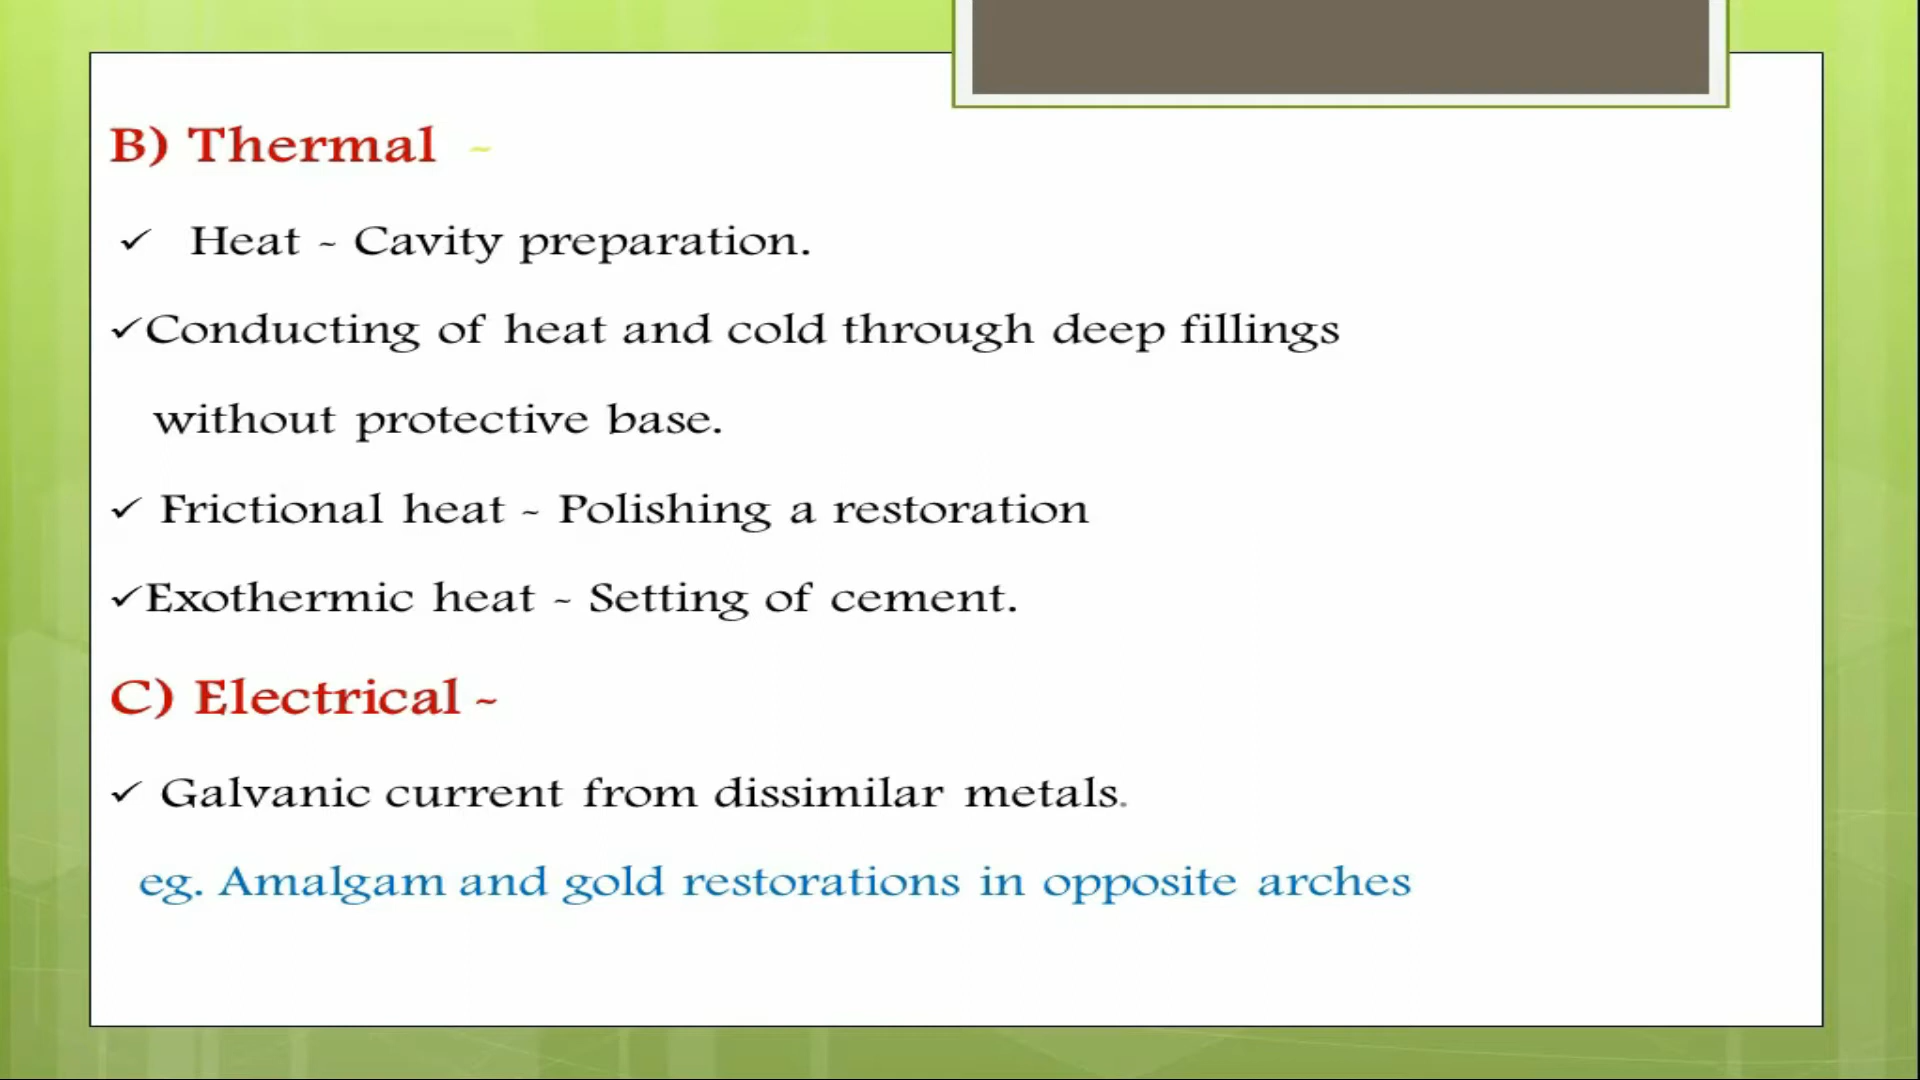 B) Thermal -
✓ Heat - Cavity preparation.
✓Conducting of heat and cold through deep fillings
without protective base.
✓ Frictional heat - Polishing a restoration
✓Exothermic heat - Setting of cement.
C) Electrical -
✓ Galvanic current from dissimilar metals.
eg. Amalgam and gold restorations in opposite arches